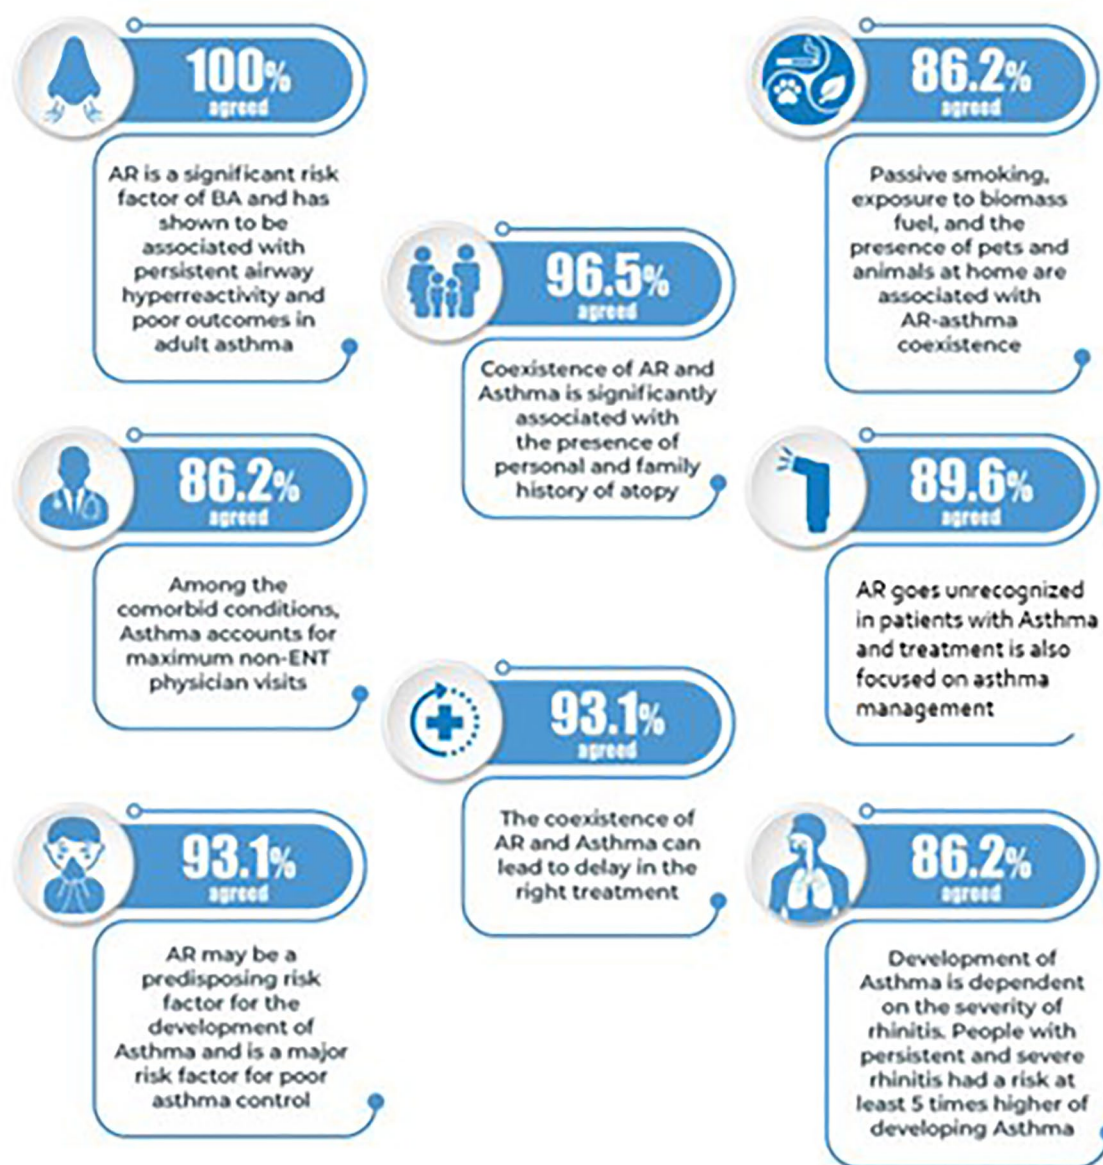 100%
agreed
AR is a significant risk
factor of BA and has
shown to be
associated with
persistent airway
hyperreactivity and
poor outcomes in
adult asthma
96.5%
agreed
Coexistence of AR and
Asthma is significantly
associated with
the presence of
personal and family
history of atopy
86.2%
agreed
Passive smoking,
exposure to biomass
fuel, and the
presence of pets and
animals at home are
associated with
AR-asthma
coexistence
86.2%
agreed
Among the
comorbid conditions,
Asthma accounts for
maximum non-ENT
physician visits
93.1%
agreed
The coexistence of
AR and Asthma can
lead to delay in the
right treatment
89.6%
agreed
AR goes unrecognized
in patients with Asthma
and treatment is also
focused on asthma
management
93.1%
agreed
AR may be a
predisposing risk
factor for the
development of
Asthma and is a major
risk factor for poor
asthma control
86.2%
agreed
Development of
Asthma is dependent
on the severity of
rhinitis. People with
persistent and severe
rhinitis had a risk at
least 5 times higher of
developing Asthma